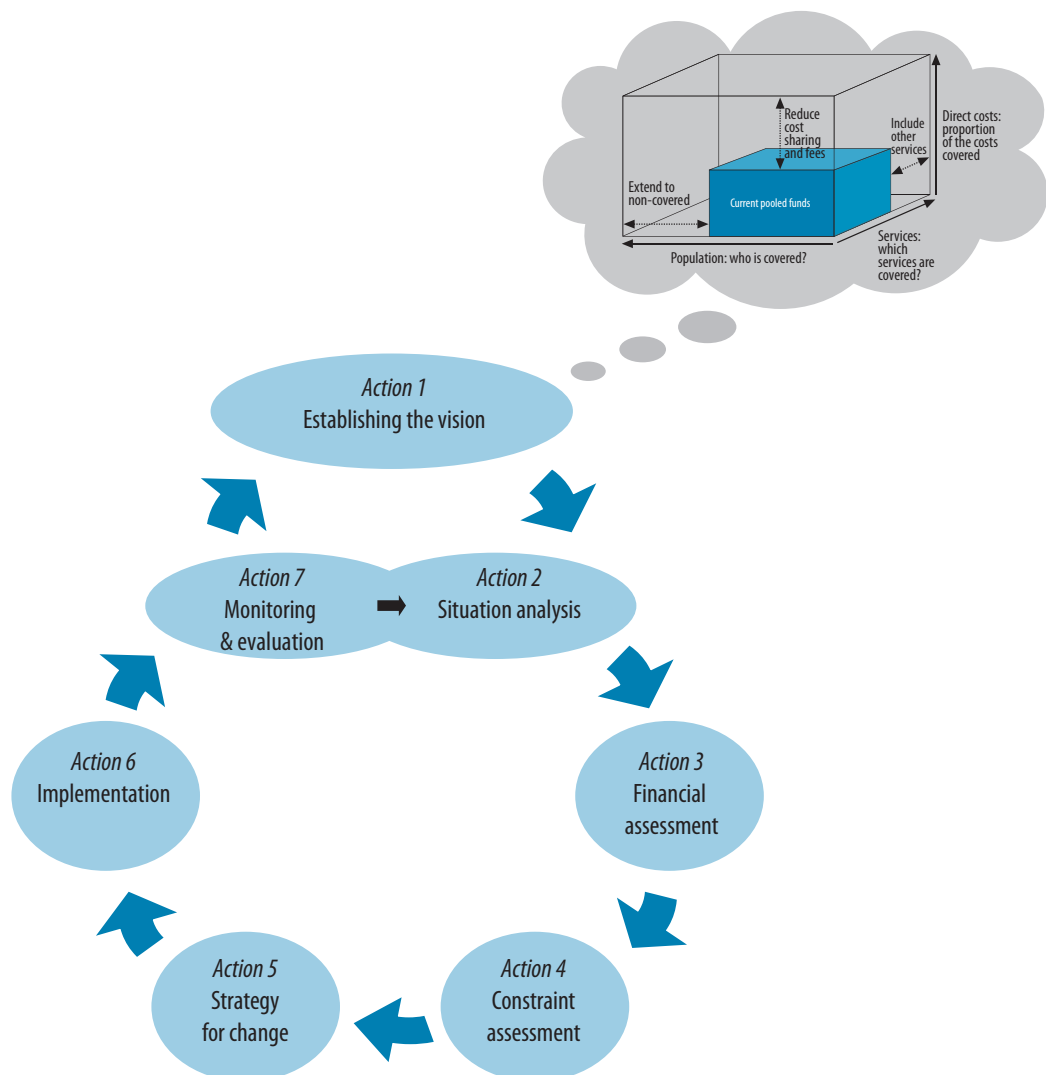 Reduce
cost
sharing
and fees
Include
other
services
Direct costs:
proportion
of the costs
covered
Extend to
non-covered
Current pooled funds
Population: who is covered?
Services:
which
services are
covered?
Action 1
Establishing the vision
Action 7
Monitoring
& evaluation
Action 2
Situation analysis
Action 6
Implementation
Action 3
Financial
assessment
Action 5
Strategy
for change
Action 4
Constraint
assessment